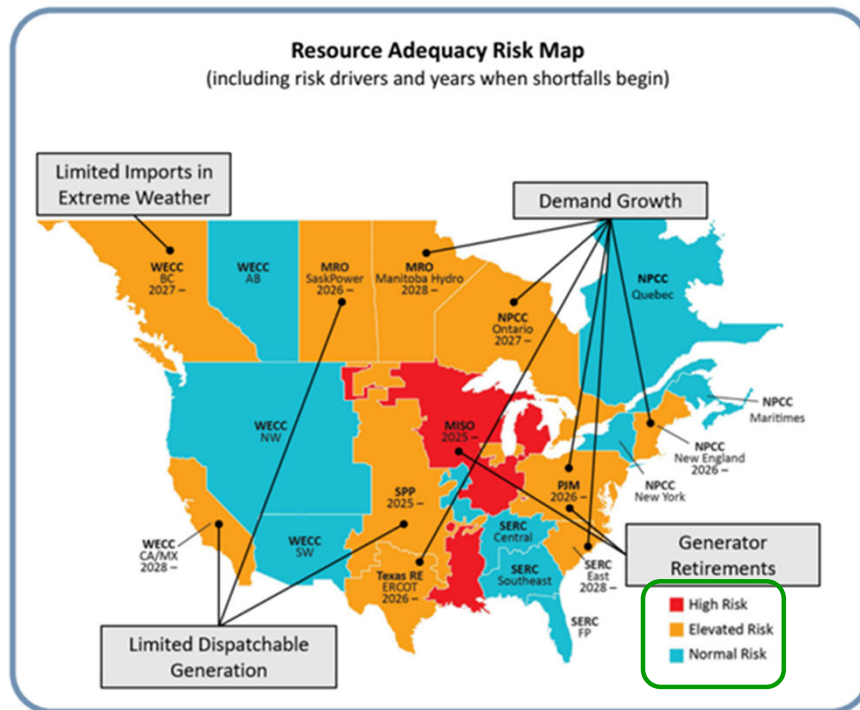 Resource Adequacy Risk Map
(including risk drivers and years when shortfalls begin)
Limited Imports in
Extreme Weather
Demand Growth
WECC
BC
2027 –
WECC
AB
MRO
SaskPower
2026 –
MRO
Manitoba Hydro
2028 –
NPCC
Ontario
2027 –
NPCC
Quebec
NPCC
Maritimes
NPCC
New England
2026 –
NPCC
New York
WECC
NW
MISO
2025 –
SPP
2025 –
PJM
2026 –
WECC
CA/MX
2028 –
WECC
SW
Texas RE
ERCOT
2026 –
SERC
Central
SERC
Southeast
SERC
East
2028 –
SERC
FP
Generator
Retirements
Limited Dispatchable
Generation
High Risk
Elevated Risk
Normal Risk